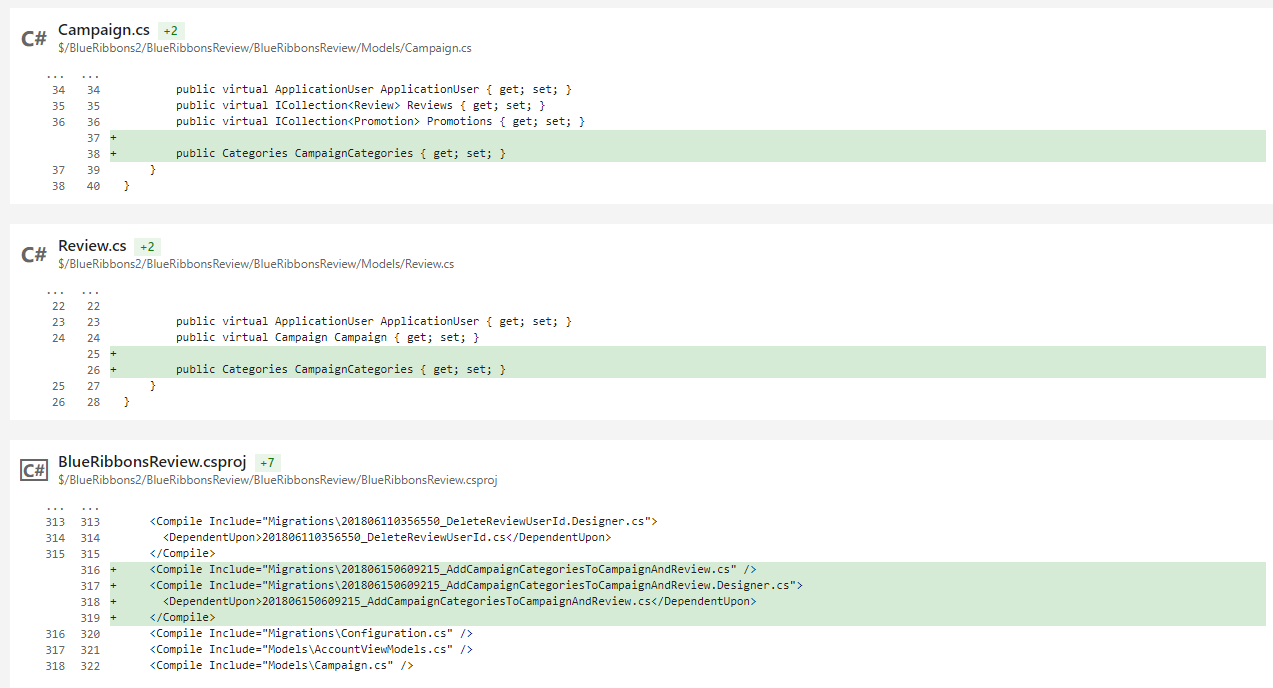 C# Campaign.cs +2
$/BlueRibbons2/BlueRibbonsReview/BlueRibbonsReview/Models/Campaign.cs
... ...
34 34 public virtual ApplicationUser ApplicationUser { get; set; }
35 35 public virtual ICollection<Review> Reviews { get; set; }
36 36 public virtual ICollection<Promotion> Promotions { get; set; }
37 +
38 + public Categories CampaignCategories { get; set; }
37 39 }
38 40 }
C# Review.cs +2
$/BlueRibbons2/BlueRibbonsReview/BlueRibbonsReview/Models/Review.cs
... ...
22 22
23 23 public virtual ApplicationUser ApplicationUser { get; set; }
24 24 public virtual Campaign Campaign { get; set; }
25 +
26 + public Categories CampaignCategories { get; set; }
25 27 }
26 28 }
C# BlueRibbonsReview.csproj +7
$/BlueRibbons2/BlueRibbonsReview/BlueRibbonsReview/BlueRibbonsReview.csproj
... ...
313 313 <Compile Include="Migrations\201806110356550_DeleteReviewUserId.Designer.cs">
314 314 <DependentUpon>201806110356550_DeleteReviewUserId.cs</DependentUpon>
315 315 </Compile>
316 + <Compile Include="Migrations\201806150609215_AddCampaignCategoriesToCampaignAndReview.cs" />
317 + <Compile Include="Migrations\201806150609215_AddCampaignCategoriesToCampaignAndReview.Designer.cs">
318 + <DependentUpon>201806150609215_AddCampaignCategoriesToCampaignAndReview.cs</DependentUpon>
319 + </Compile>
316 320 <Compile Include="Migrations\Configuration.cs" />
317 321 <Compile Include="Models\AccountViewModels.cs" />
318 322 <Compile Include="Models\Campaign.cs" />